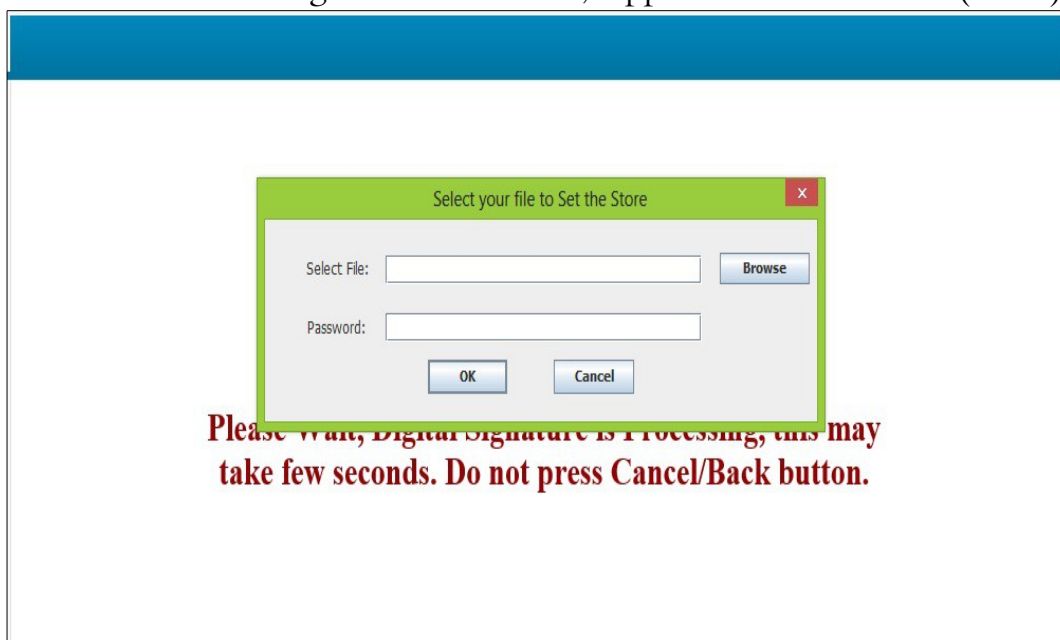 Select your file to Set the Store
x
Select File:
Browse
Password:
OK
Cancel
Please Wait, Digital Signature is Processing, this may
take few seconds. Do not press Cancel/Back button.